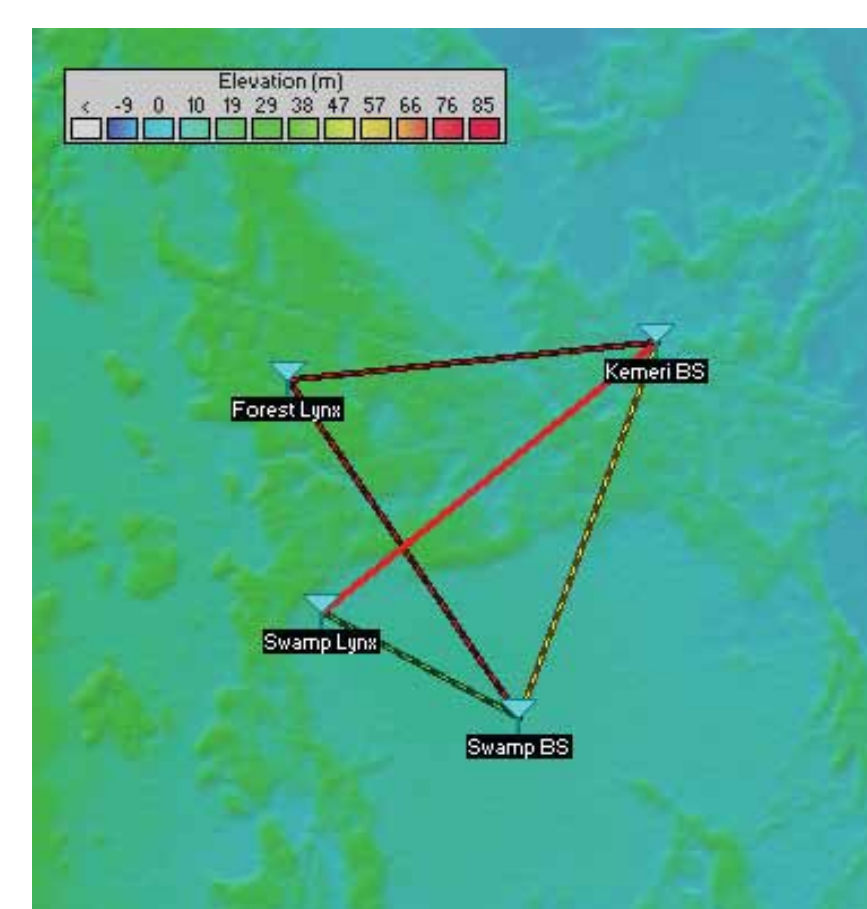 Elevation (m)
< -9 0 10 19 29 38 47 57 66 76 85
Kemeri BS
Forest Lynx
Swamp Lynx
Swamp BS